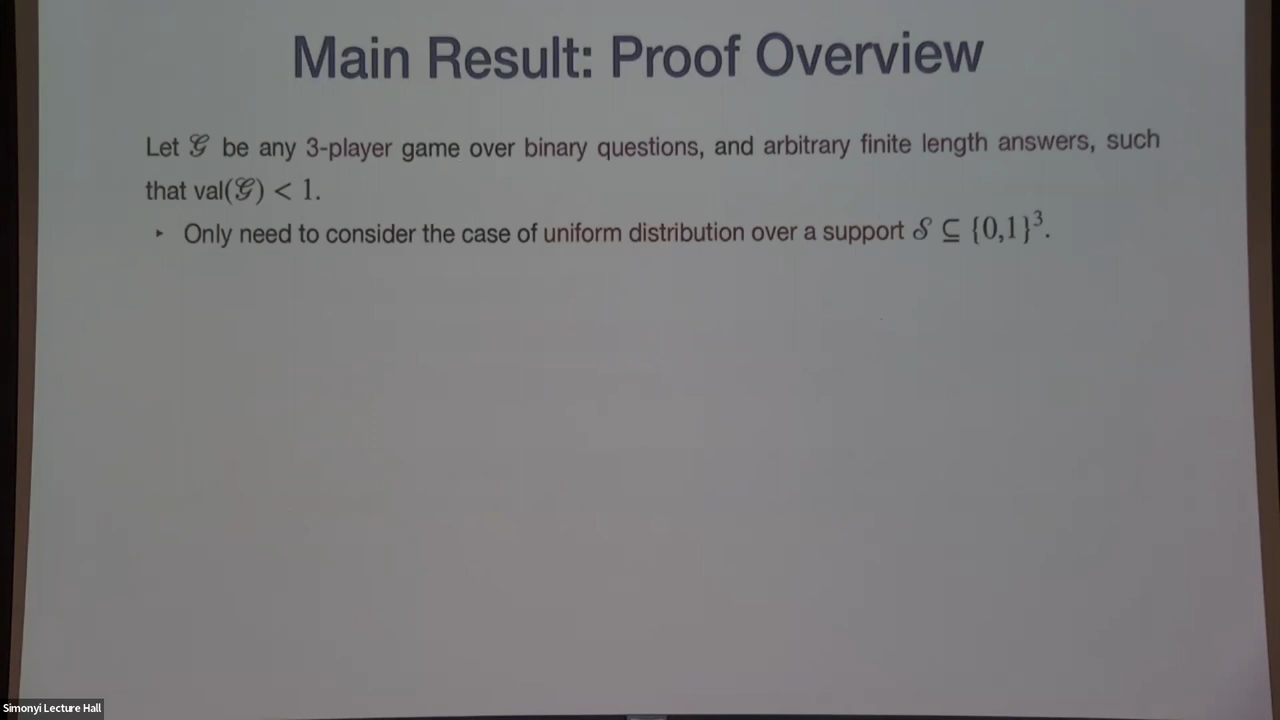 Main Result: Proof Overview
Let 𝒢 be any 3-player game over binary questions, and arbitrary finite length answers, such
that val(𝒢) < 1.
‣ Only need to consider the case of uniform distribution over a support 𝒮 ⊆ {0,1}³.
Simonyi Lecture Hall